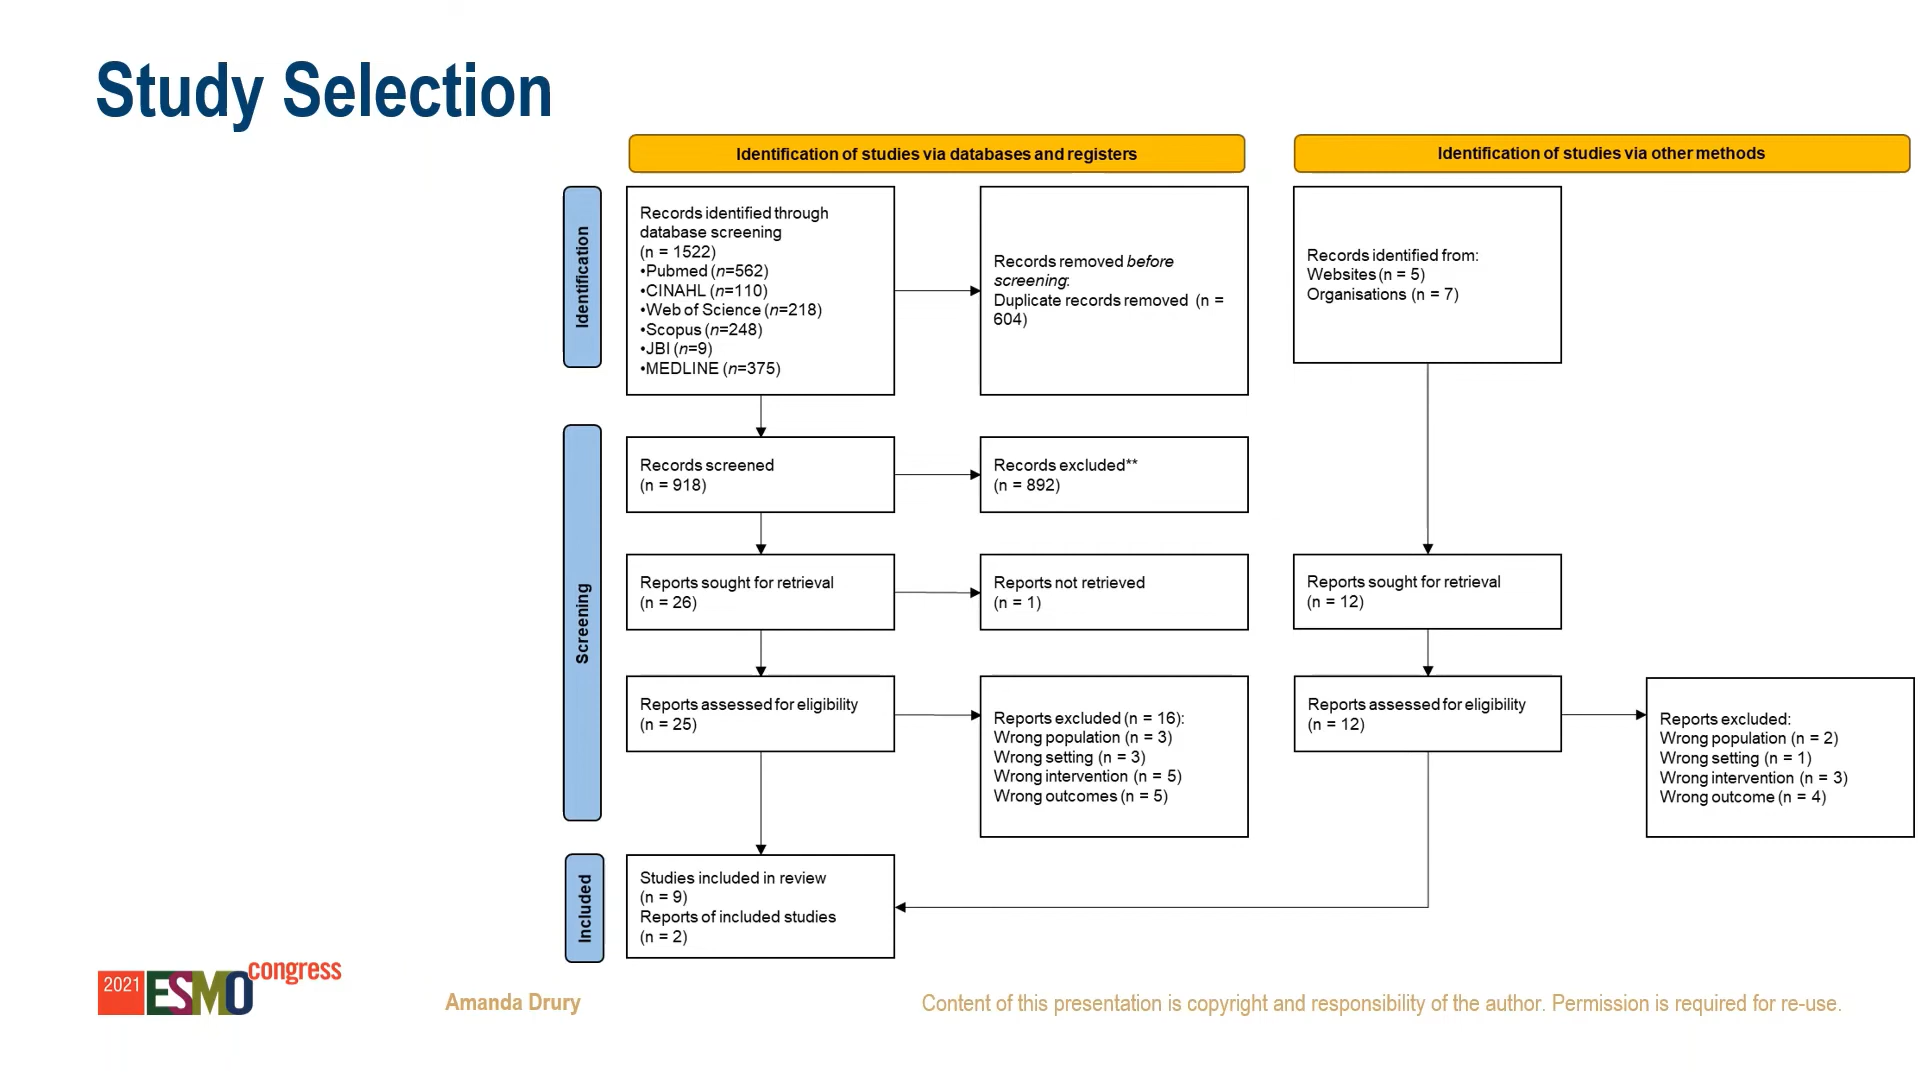 Study Selection
Identification of studies via databases and registers
Identification of studies via other methods
Identification
Records identified through
database screening
(n = 1522)
•Pubmed (n=562)
•CINAHL (n=110)
•Web of Science (n=218)
•Scopus (n=248)
•JBI (n=9)
•MEDLINE (n=375)
Records removed before
screening:
Duplicate records removed (n =
604)
Records identified from:
Websites (n = 5)
Organisations (n = 7)
Screening
Records screened
(n = 918)
Records excluded**
(n = 892)
Reports sought for retrieval
(n = 26)
Reports not retrieved
(n = 1)
Reports sought for retrieval
(n = 12)
Reports assessed for eligibility
(n = 25)
Reports excluded (n = 16):
Wrong population (n = 3)
Wrong setting (n = 3)
Wrong intervention (n = 5)
Wrong outcomes (n = 5)
Reports assessed for eligibility
(n = 12)
Reports excluded:
Wrong population (n = 2)
Wrong setting (n = 1)
Wrong intervention (n = 3)
Wrong outcome (n = 4)
Included
Studies included in review
(n = 9)
Reports of included studies
(n = 2)
2021 ESMO congress
Amanda Drury
Content of this presentation is copyright and responsibility of the author. Permission is required for re-use.